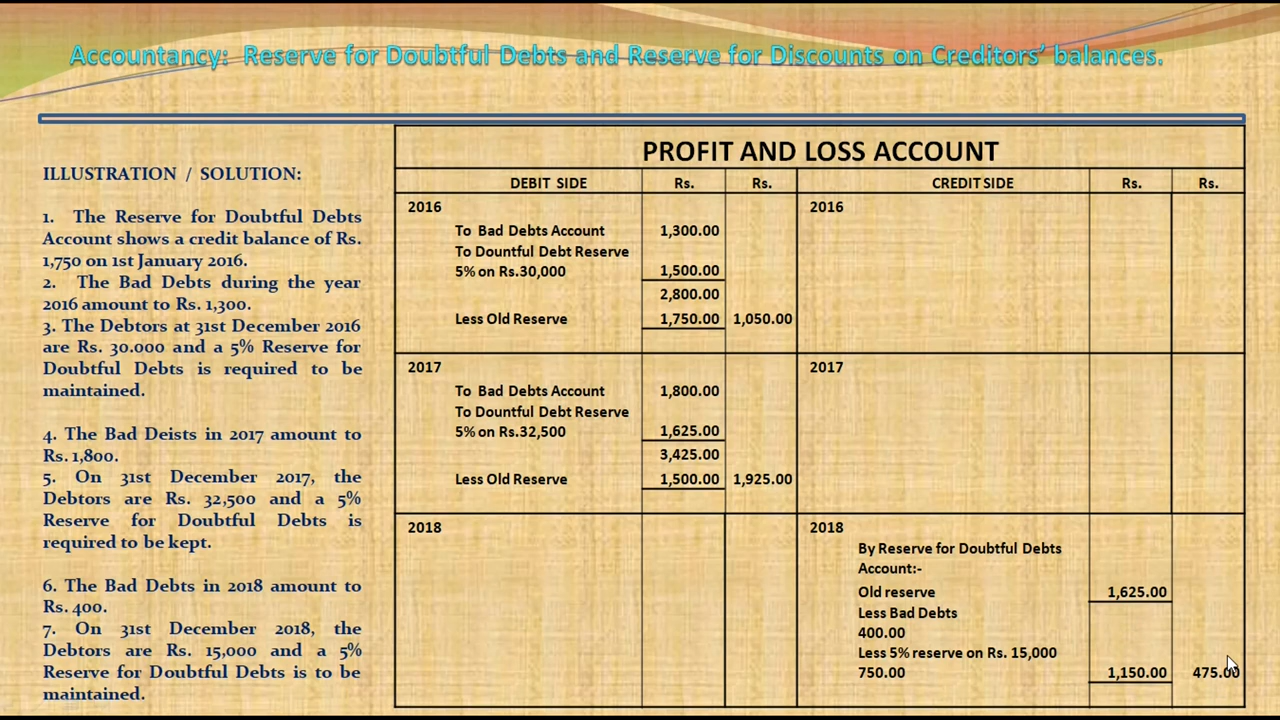 Accountancy: Reserve for Doubtful Debts and Reserve for Discounts on Creditors' balances.
ILLUSTRATION / SOLUTION:
1. The Reserve for Doubtful Debts
Account shows a credit balance of Rs.
1,750 on 1st January 2016.
2. The Bad Debts during the year
2016 amount to Rs. 1,300.
3. The Debtors at 31st December 2016
are Rs. 30.000 and a 5% Reserve for
Doubtful Debts is required to be
maintained.
4. The Bad Deists in 2017 amount to
Rs. 1,800.
5. On 31st December 2017, the
Debtors are Rs. 32,500 and a 5%
Reserve for Doubtful Debts is
required to be kept.
6. The Bad Debts in 2018 amount to
Rs. 400.
7. On 31st December 2018, the
Debtors are Rs. 15,000 and a 5%
Reserve for Doubtful Debts is to be
maintained.
PROFIT AND LOSS ACCOUNT
DEBIT SIDE Rs. Rs. CREDIT SIDE Rs. Rs.
2016 2016
To Bad Debts Account 1,300.00
To Dountful Debt Reserve
5% on Rs.30,000 1,500.00
2,800.00
Less Old Reserve 1,750.00 1,050.00
2017 2017
To Bad Debts Account 1,800.00
To Dountful Debt Reserve
5% on Rs.32,500 1,625.00
3,425.00
Less Old Reserve 1,500.00 1,925.00
2018 2018
By Reserve for Doubtful Debts
Account:-
Old reserve 1,625.00
Less Bad Debts
400.00
Less 5% reserve on Rs. 15,000
750.00 1,150.00 475.00